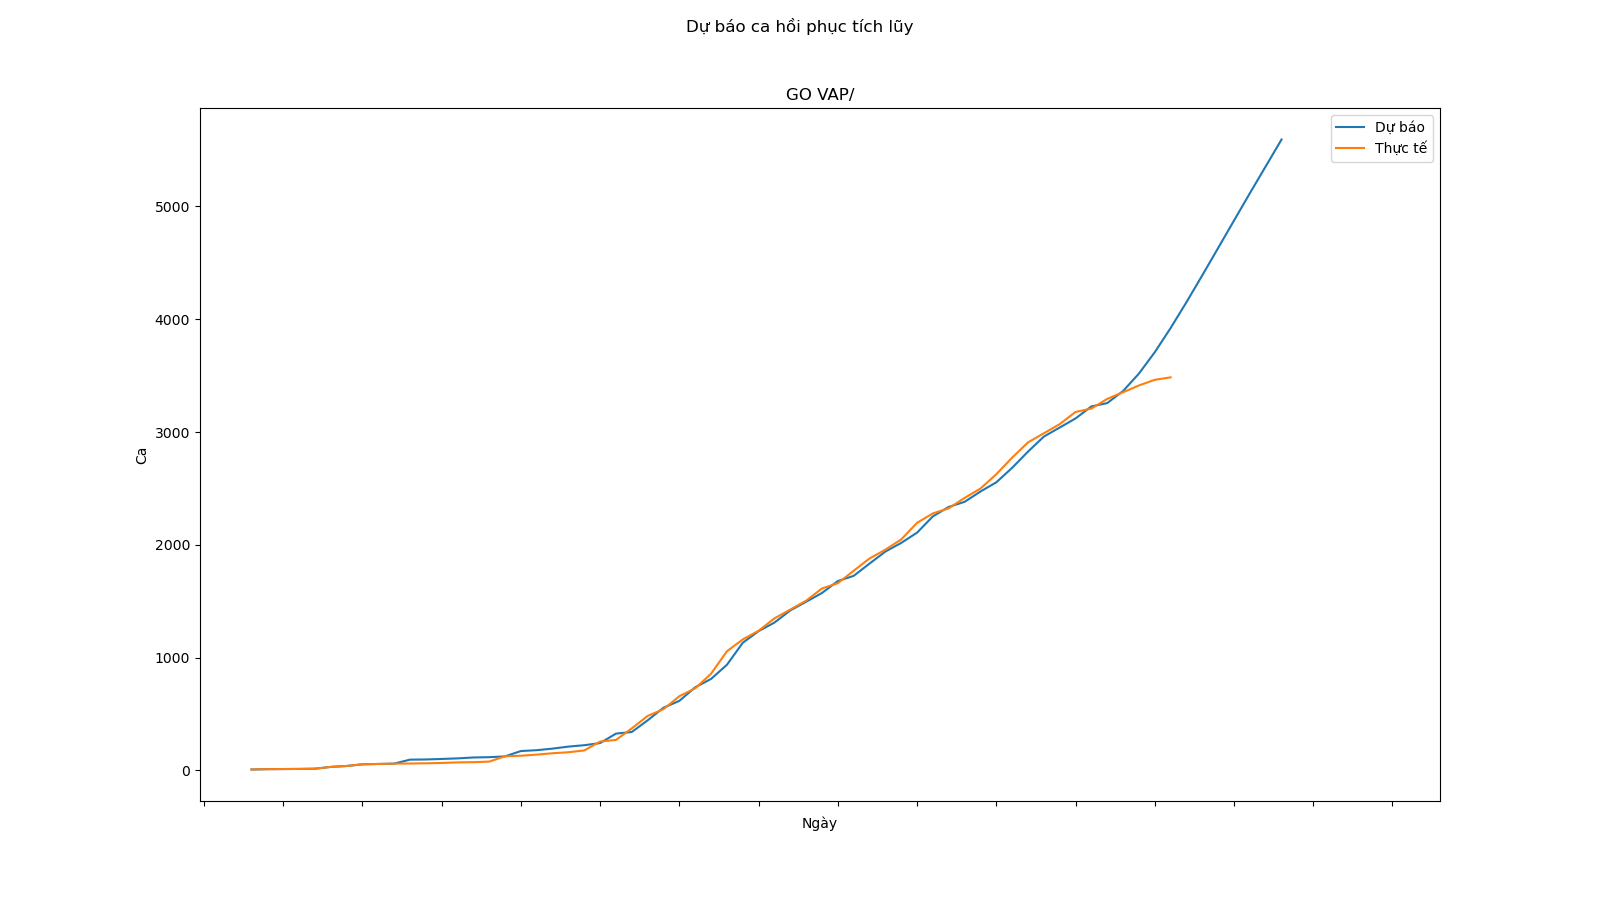 Dự báo ca hồi phục tích lũy
GO VAP/
Dự báo
Thực tế
5000
4000
3000
2000
1000
0
Ca
Ngày